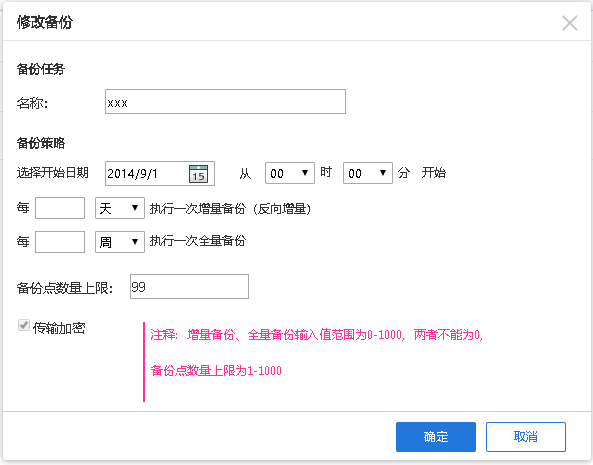 修改备份
备份任务
名称： xxx
备份策略
选择开始日期 2014/9/1 15 从 00 时 00 分 开始
每 天 执行一次增量备份（反向增量）
每 周 执行一次全量备份
备份点数量上限： 99
传输加密
注释：增量备份、全量备份输入值范围为0-1000，两者不能为0,
备份点数量上限为1-1000
确定 取消